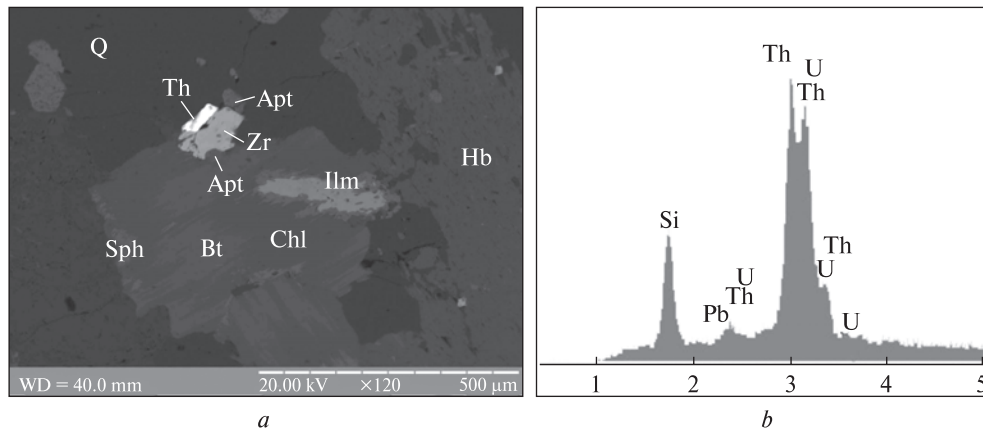 Q
Th
Apt
Zr
Hb
Apt
Ilm
Sph
Bt
Chl
WD = 40.0 mm 20.00 kV ×120 500 μm
a
Th
U
Th
Si
Th
U
U
Th
Pb
U
1 2 3 4 5
b